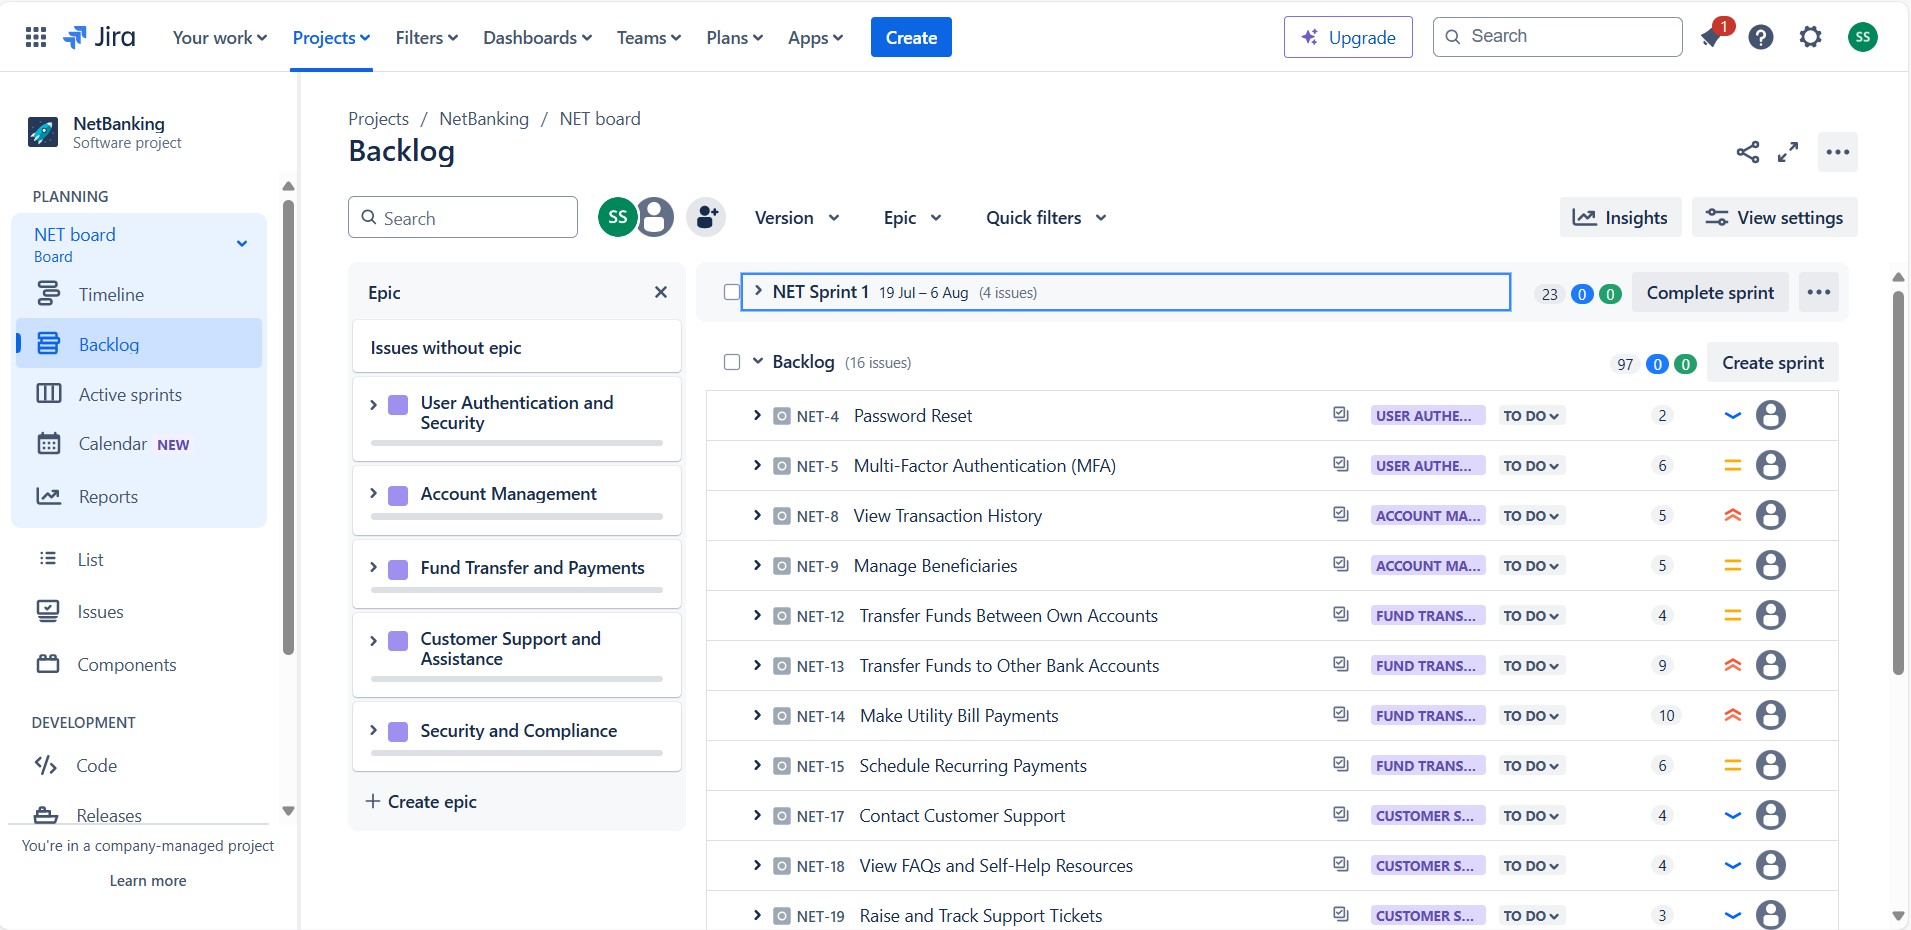 Jira Your work Projects Filters Dashboards Teams Plans Apps Create Upgrade Search 1 SS
NetBanking
Software project
PLANNING
NET board
Board
Timeline
Backlog
Active sprints
Calendar NEW
Reports
List
Issues
Components
DEVELOPMENT
Code
Releases
You're in a company-managed project
Learn more
Projects / NetBanking / NET board
Backlog
Search SS Version Epic Quick filters Insights View settings
Epic
Issues without epic
User Authentication and
Security
Account Management
Fund Transfer and Payments
Customer Support and
Assistance
Security and Compliance
+ Create epic
NET Sprint 1 19 Jul – 6 Aug (4 issues) 23 0 0 Complete sprint
Backlog (16 issues) 97 0 0 Create sprint
NET-4 Password Reset USER AUTHE... TO DO 2
NET-5 Multi-Factor Authentication (MFA) USER AUTHE... TO DO 6
NET-8 View Transaction History ACCOUNT MA... TO DO 5
NET-9 Manage Beneficiaries ACCOUNT MA... TO DO 5
NET-12 Transfer Funds Between Own Accounts FUND TRANS... TO DO 4
NET-13 Transfer Funds to Other Bank Accounts FUND TRANS... TO DO 9
NET-14 Make Utility Bill Payments FUND TRANS... TO DO 10
NET-15 Schedule Recurring Payments FUND TRANS... TO DO 6
NET-17 Contact Customer Support CUSTOMER S... TO DO 4
NET-18 View FAQs and Self-Help Resources CUSTOMER S... TO DO 4
NET-19 Raise and Track Support Tickets CUSTOMER S... TO DO 3